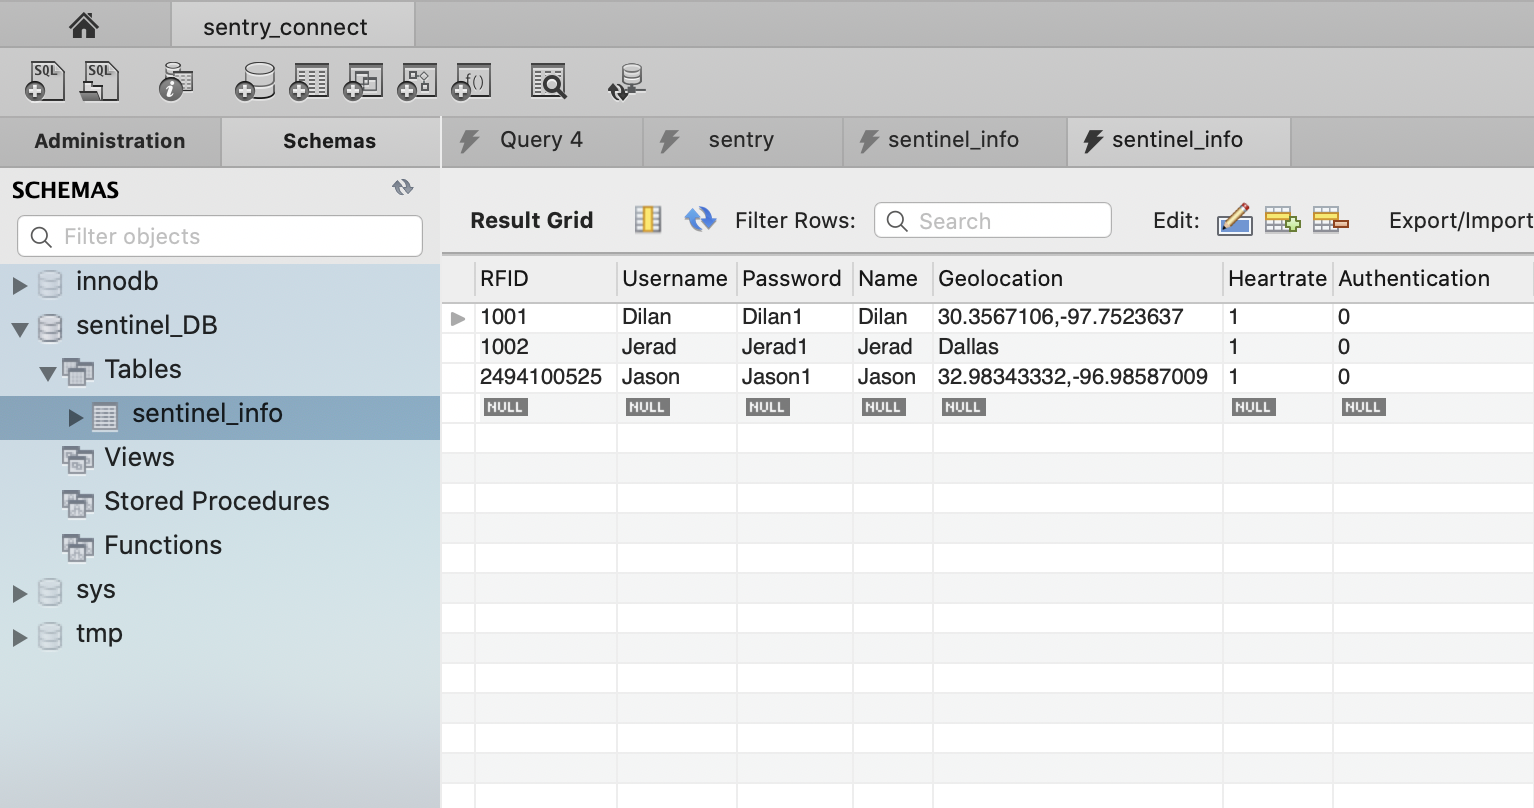 sentry_connect
SQL SQL i f()
Administration Schemas Query 4 sentry sentinel_info sentinel_info
SCHEMAS
Filter objects
Result Grid Filter Rows: Search Edit: Export/Import
innodb
sentinel_DB
Tables
sentinel_info
Views
Stored Procedures
Functions
sys
tmp
RFID Username Password Name Geolocation Heartrate Authentication
1001 Dilan Dilan1 Dilan 30.3567106,-97.7523637 1 0
1002 Jerad Jerad1 Jerad Dallas 1 0
2494100525 Jason Jason1 Jason 32.98343332,-96.98587009 1 0
NULL NULL NULL NULL NULL NULL NULL